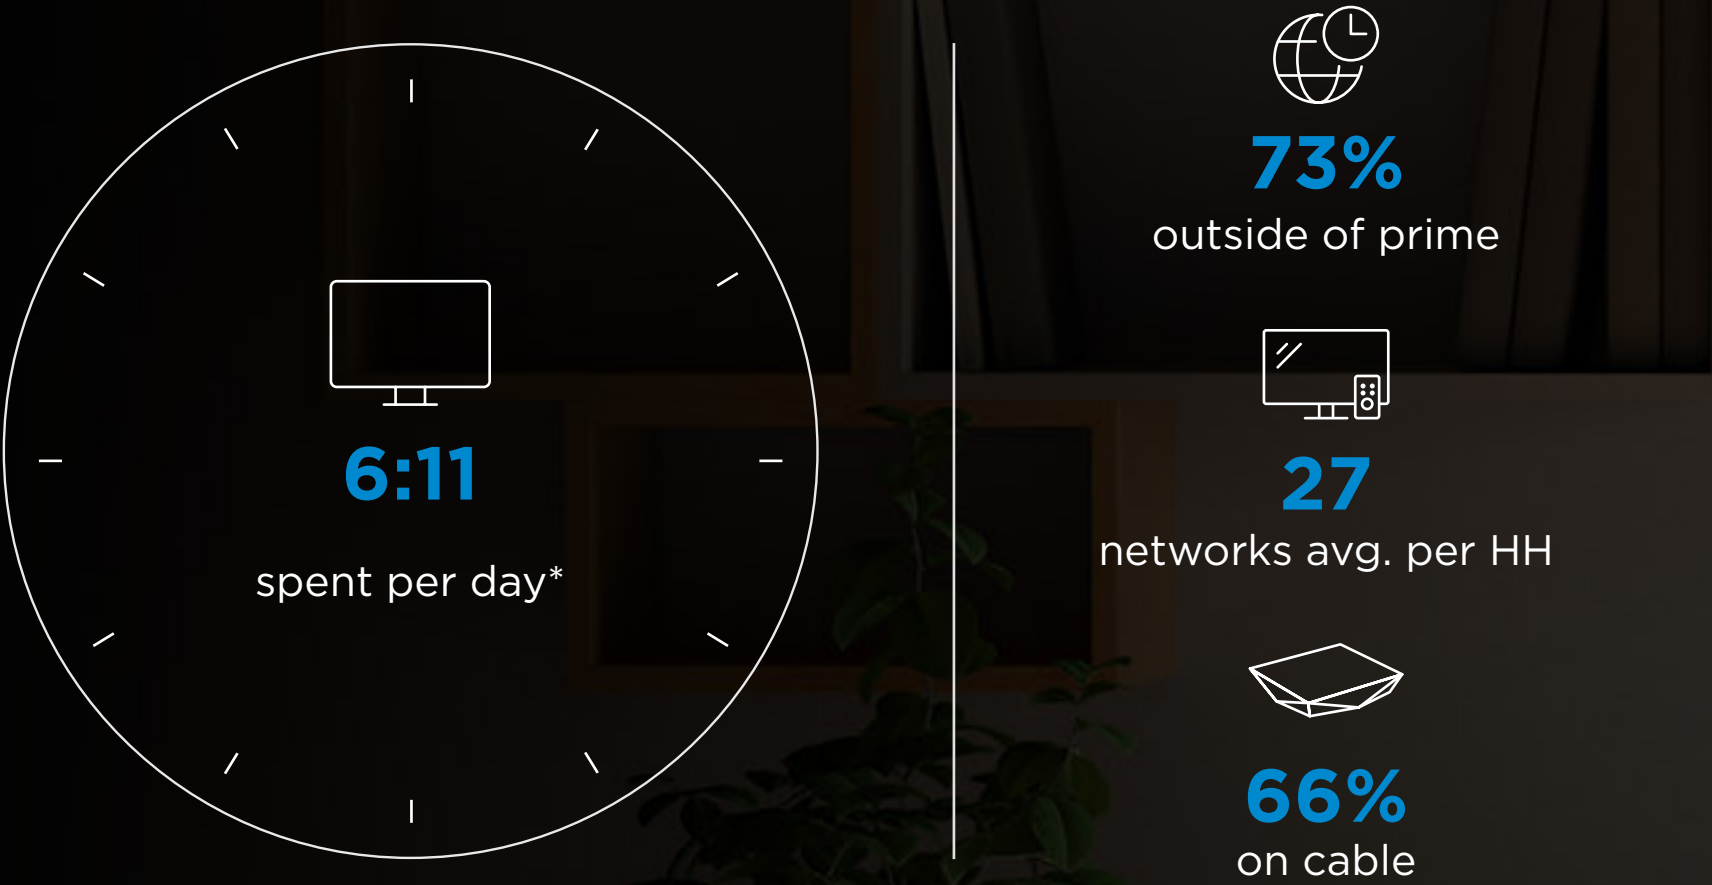 6:11
spent per day*
73%
outside of prime
27
networks avg. per HH
66%
on cable